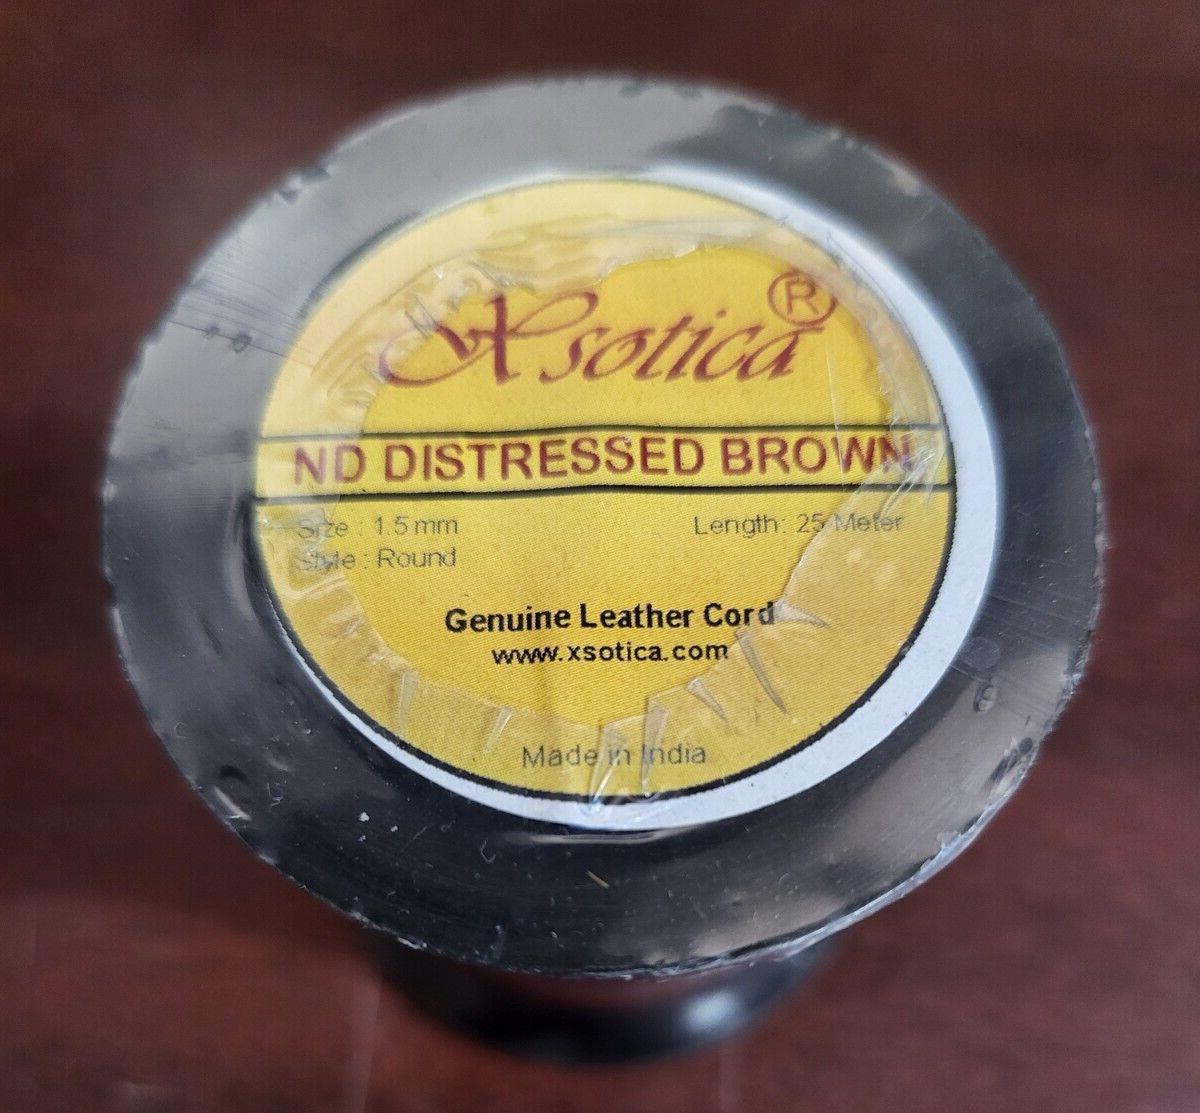 Xsotica®
ND DISTRESSED BROWN
Size : 1.5 mm Length: 25 Meter
Style : Round
Genuine Leather Cord
www.xsotica.com
Made in India